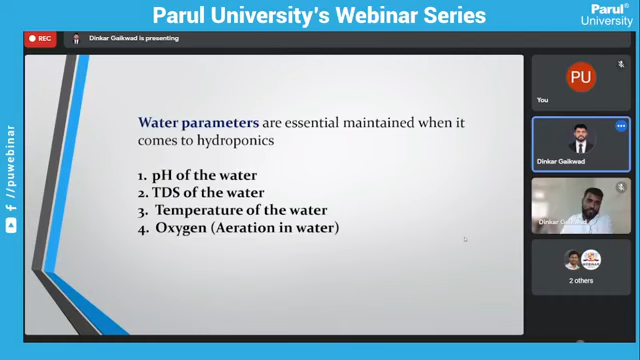 Parul University's Webinar Series
Parul®
University
REC
Dinkar Gaikwad is presenting
Water parameters are essential maintained when it
comes to hydroponics
1. pH of the water
2. TDS of the water
3. Temperature of the water
4. Oxygen (Aeration in water)
PU
You
Dinkar Gaikwad
Dinkar Gaikwad
2 others
/puwebinar